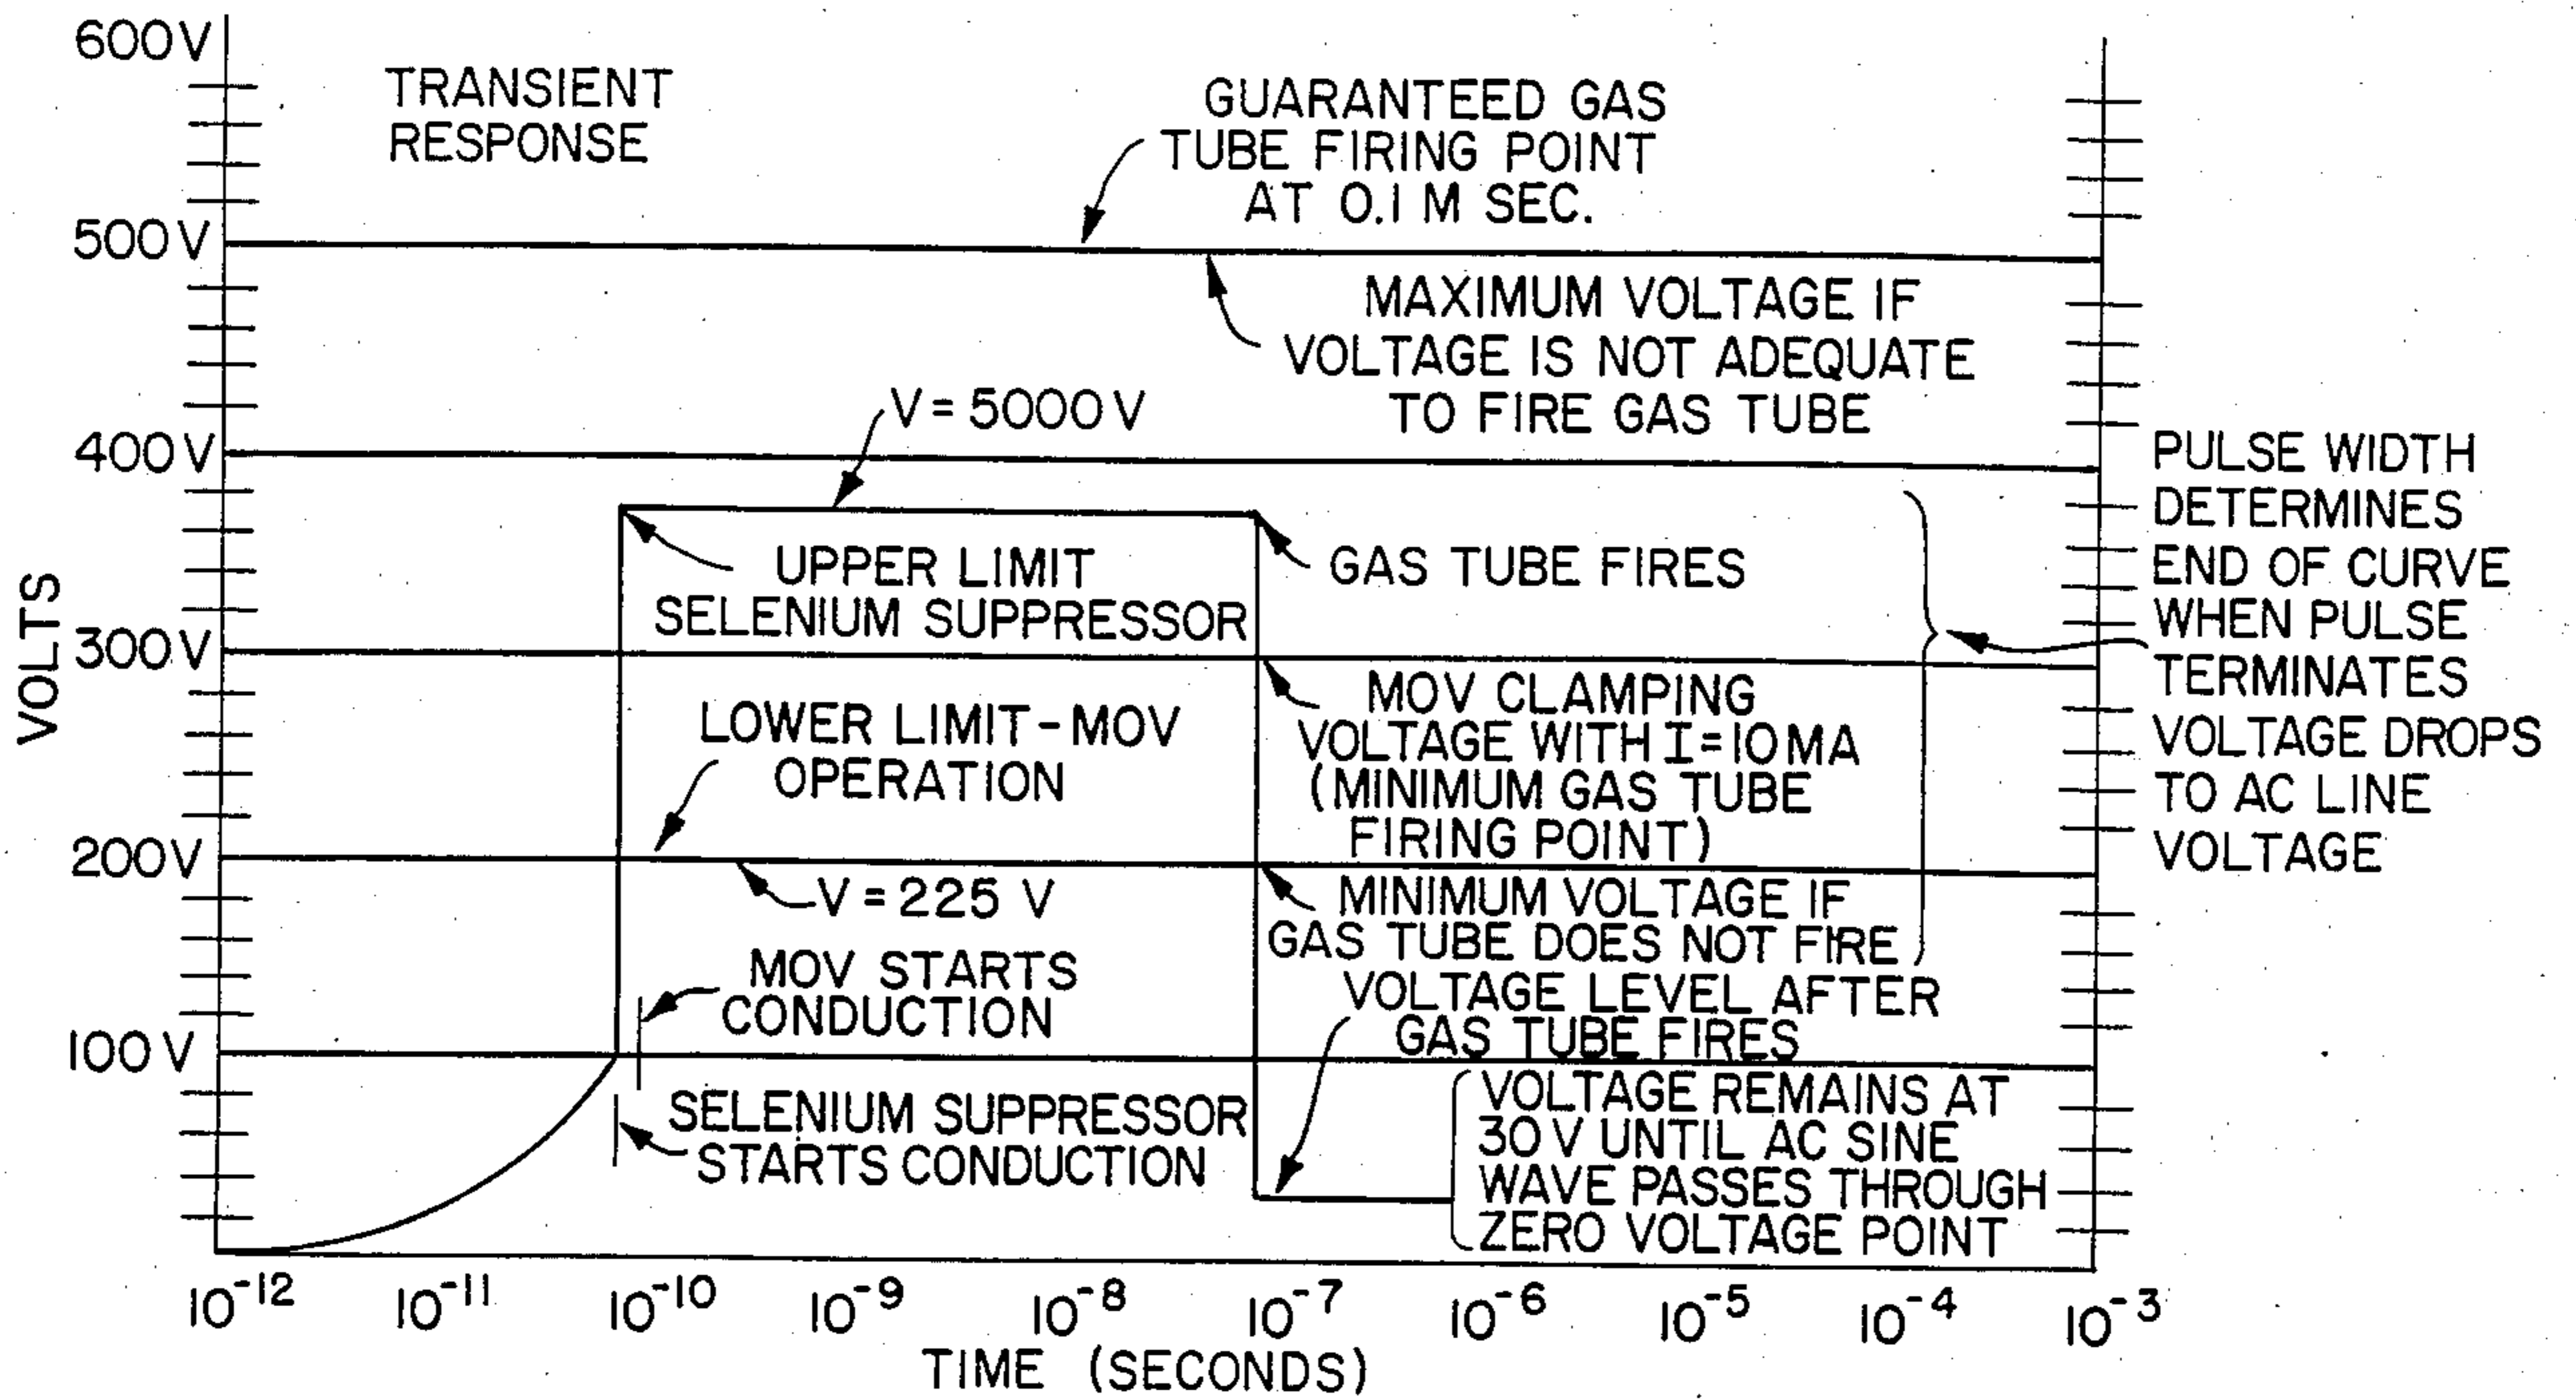 600V
500V
400V
300V
200V
100V
VOLTS
TRANSIENT
RESPONSE
GUARANTEED GAS
TUBE FIRING POINT
AT 0.1 M SEC.
MAXIMUM VOLTAGE IF
VOLTAGE IS NOT ADEQUATE
TO FIRE GAS TUBE
V = 5000 V
UPPER LIMIT
SELENIUM SUPPRESSOR
GAS TUBE FIRES
LOWER LIMIT - MOV
OPERATION
MOV CLAMPING
VOLTAGE WITH I=10 MA
(MINIMUM GAS TUBE
FIRING POINT)
V = 225 V
MINIMUM VOLTAGE IF
GAS TUBE DOES NOT FIRE
MOV STARTS
CONDUCTION
VOLTAGE LEVEL AFTER
GAS TUBE FIRES
SELENIUM SUPPRESSOR
STARTS CONDUCTION
VOLTAGE REMAINS AT
30 V UNTIL AC SINE
WAVE PASSES THROUGH
ZERO VOLTAGE POINT
PULSE WIDTH
DETERMINES
END OF CURVE
WHEN PULSE
TERMINATES
VOLTAGE DROPS
TO AC LINE
VOLTAGE
10⁻¹² 10⁻¹¹ 10⁻¹⁰ 10⁻⁹ 10⁻⁸ 10⁻⁷ 10⁻⁶ 10⁻⁵ 10⁻⁴ 10⁻³
TIME (SECONDS)